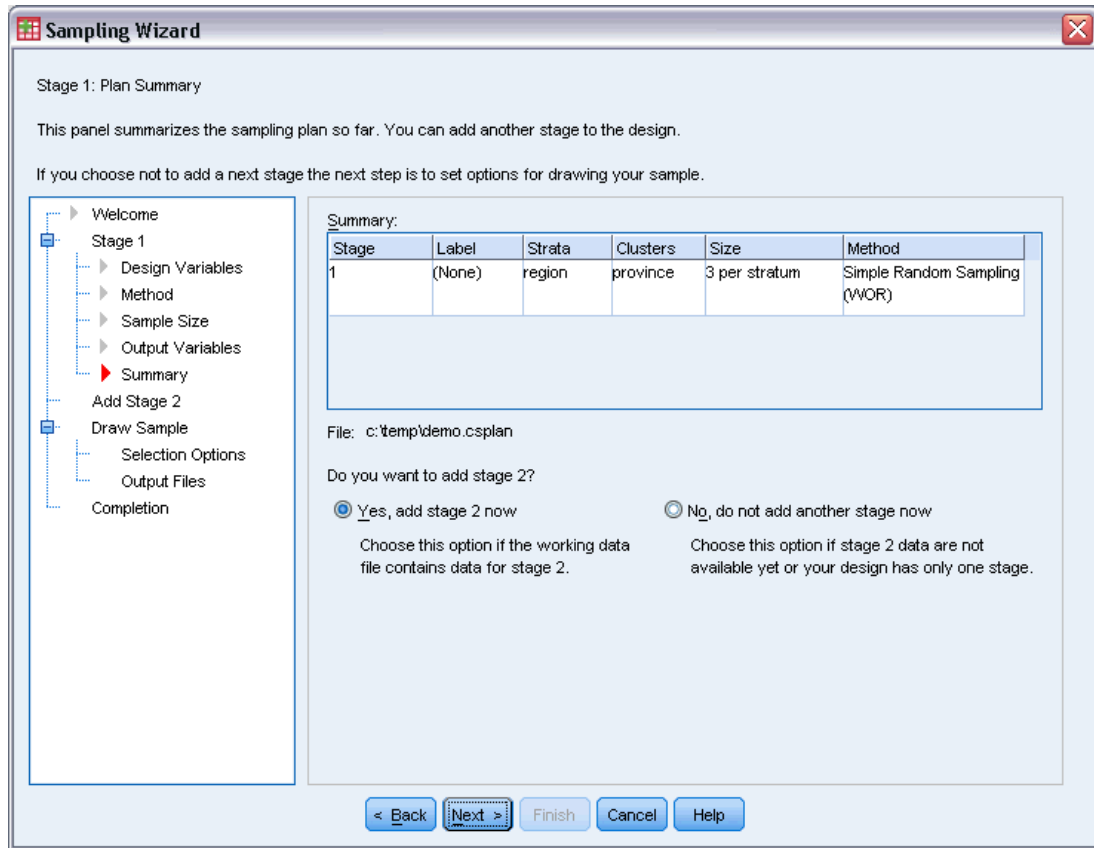 Sampling Wizard
Stage 1: Plan Summary
This panel summarizes the sampling plan so far. You can add another stage to the design.
If you choose not to add a next stage the next step is to set options for drawing your sample.
Welcome
Stage 1
Design Variables
Method
Sample Size
Output Variables
Summary
Add Stage 2
Draw Sample
Selection Options
Output Files
Completion
Summary:
Stage Label Strata Clusters Size Method
1 (None) region province 3 per stratum Simple Random Sampling
(WOR)
File: c:\temp\demo.csplan
Do you want to add stage 2?
Yes, add stage 2 now
Choose this option if the working data
file contains data for stage 2.
No, do not add another stage now
Choose this option if stage 2 data are not
available yet or your design has only one stage.
< Back Next > Finish Cancel Help